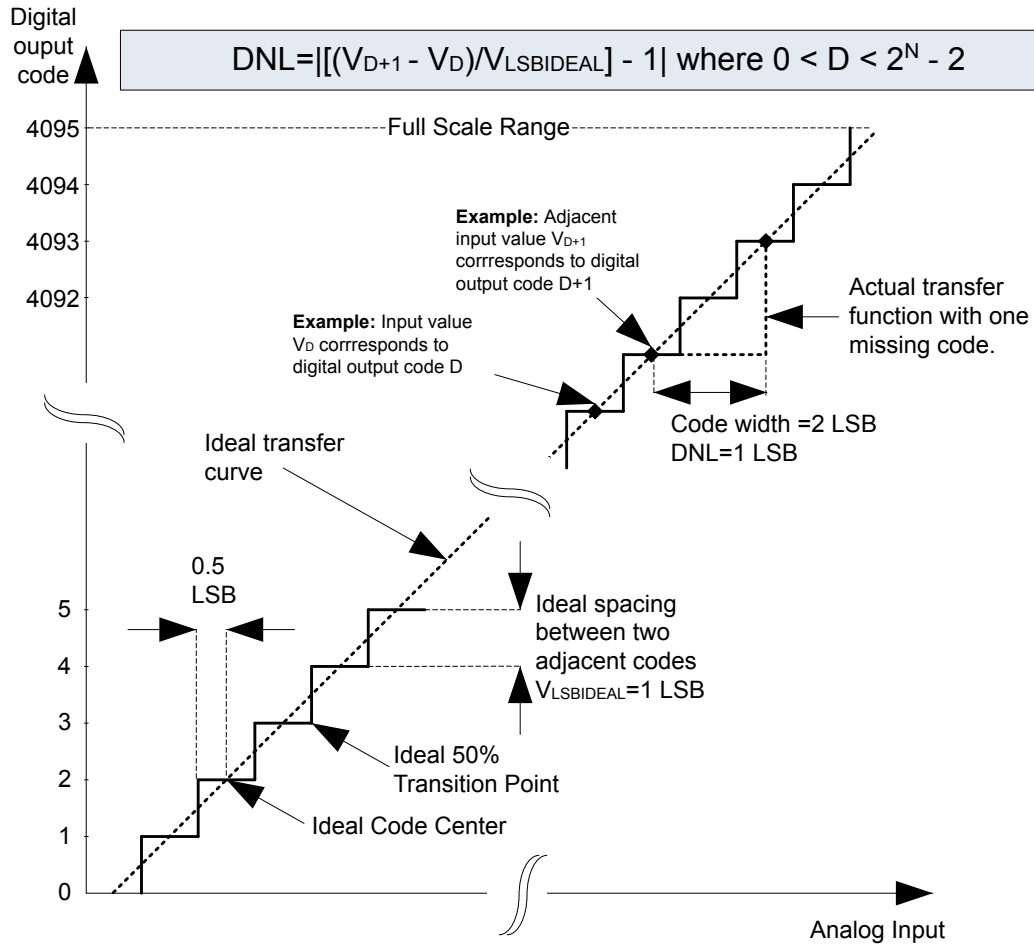 Digital
ouput
code
DNL=|[(VD+1 - VD)/VLSBIDEAL] - 1| where 0 < D < 2^N - 2
4095
Full Scale Range
4094
4093
4092
Example: Adjacent
input value VD+1
corrresponds to digital
output code D+1
Example: Input value
VD corrresponds to
digital output code D
Actual transfer
function with one
missing code.
Code width =2 LSB
DNL=1 LSB
Ideal transfer
curve
0.5
LSB
5
4
3
2
1
0
Ideal spacing
between two
adjacent codes
VLSBIDEAL=1 LSB
Ideal 50%
Transition Point
Ideal Code Center
Analog Input